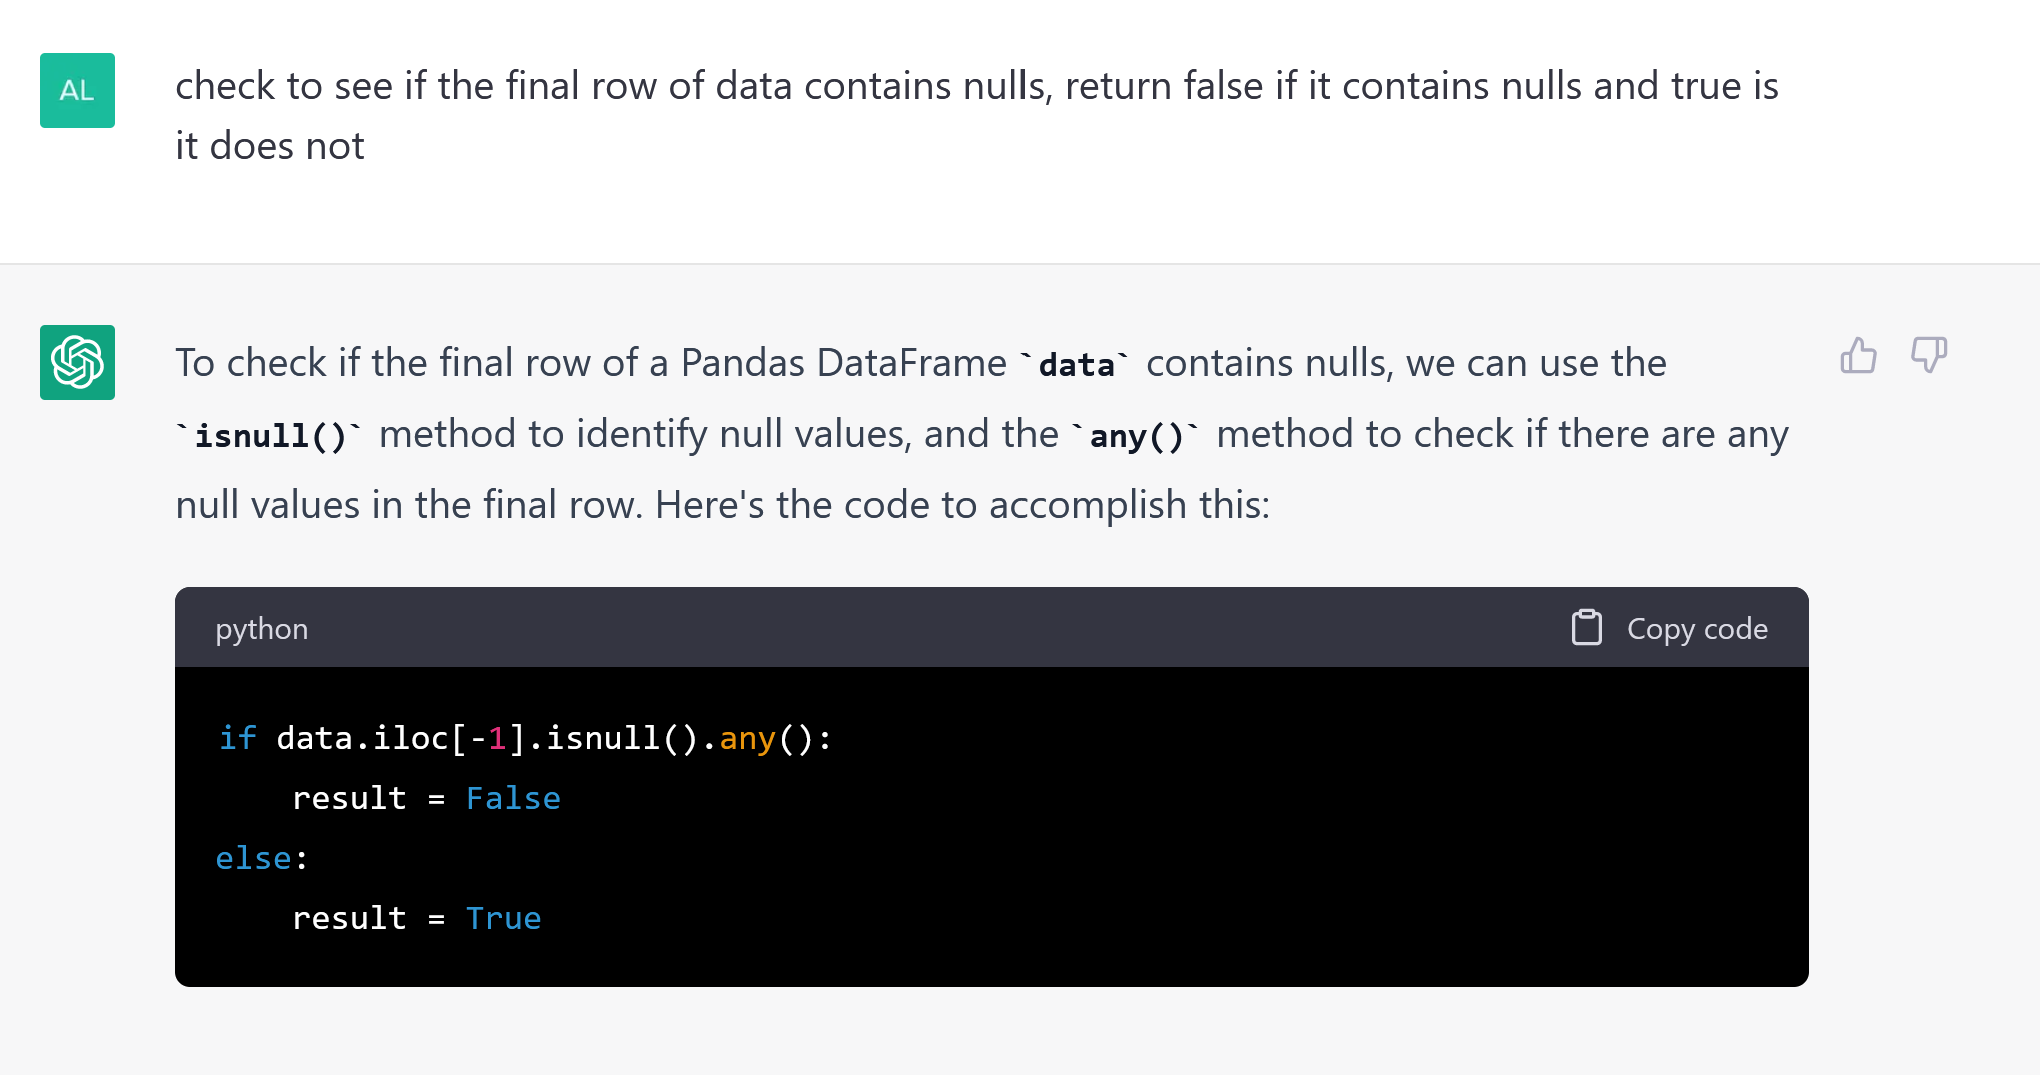 AL
check to see if the final row of data contains nulls, return false if it contains nulls and true is
it does not
To check if the final row of a Pandas DataFrame `data` contains nulls, we can use the
`isnull()` method to identify null values, and the `any()` method to check if there are any
null values in the final row. Here's the code to accomplish this:
python Copy code
if data.iloc[-1].isnull().any():
    result = False
else:
    result = True